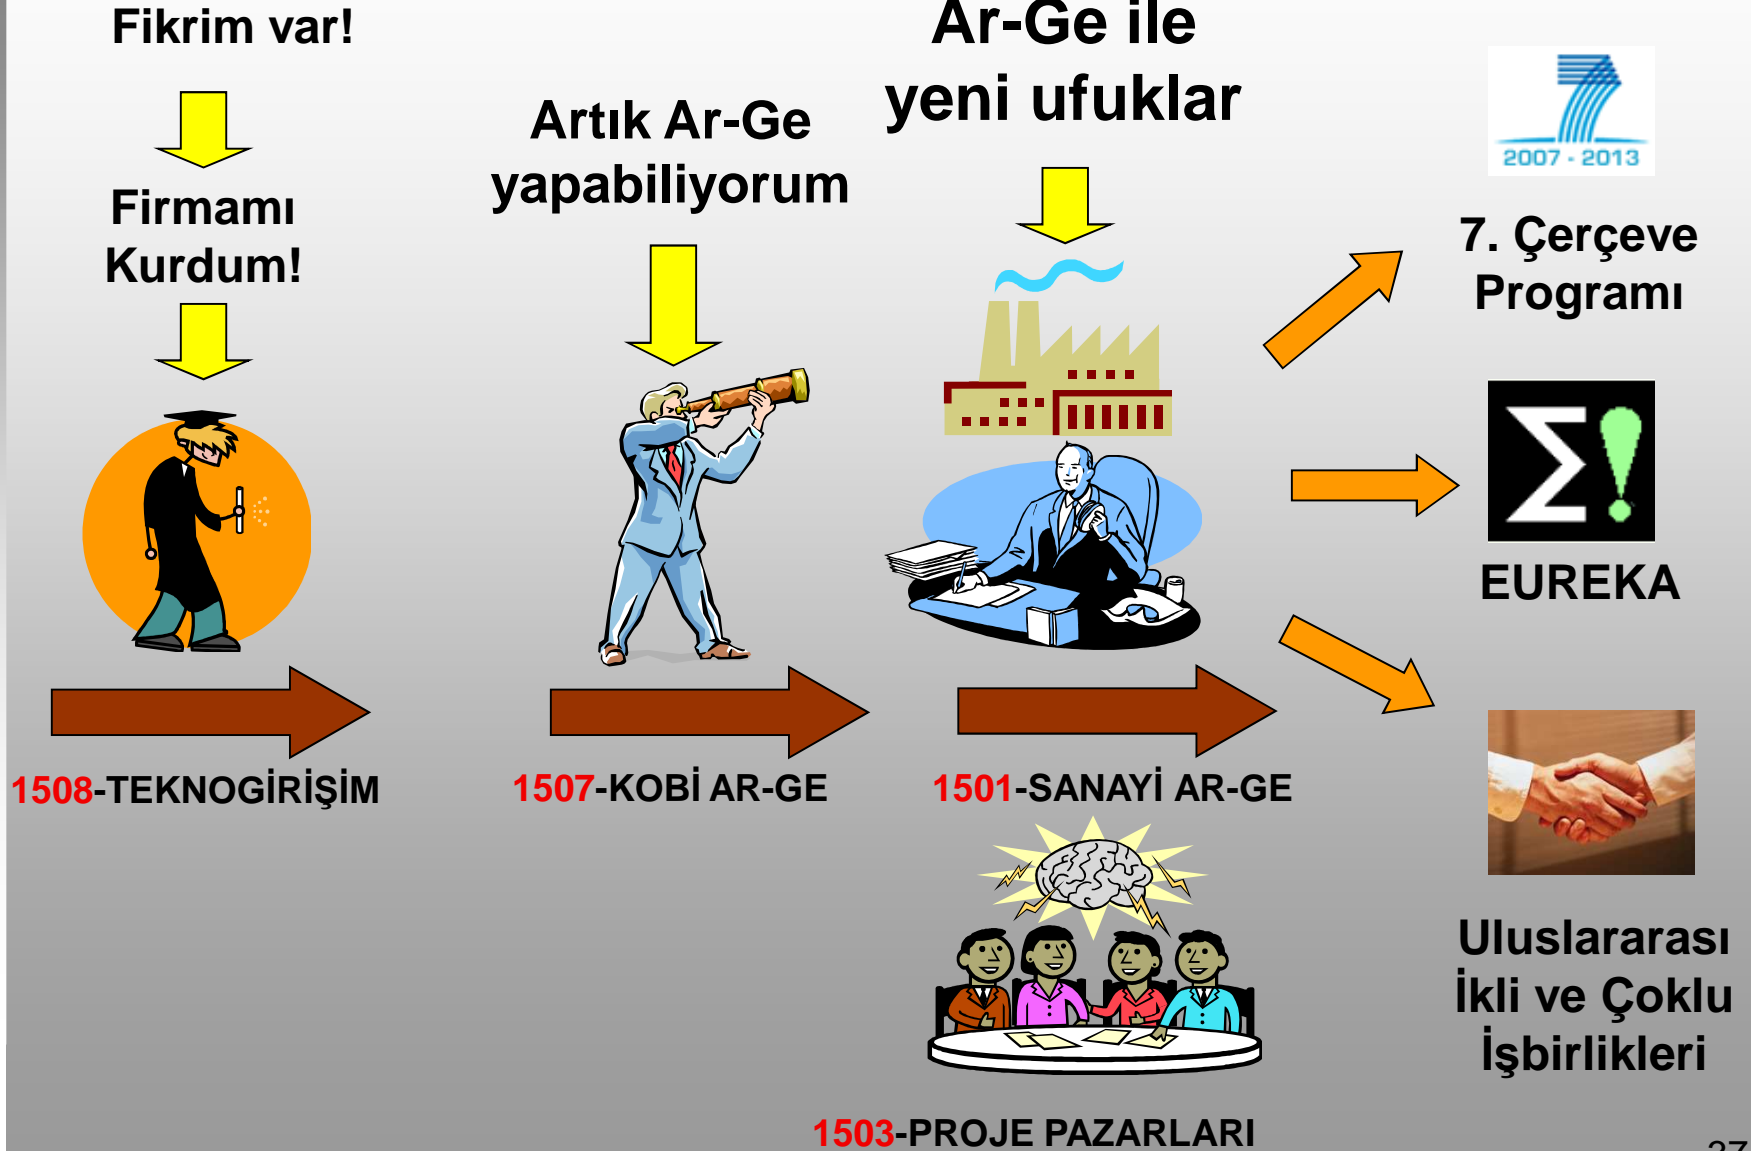 Fikrim var!
Firmamı
Kurdum!
1508-TEKNOGİRİŞİM
Artık Ar-Ge
yapabiliyorum
1507-KOBİ AR-GE
Ar-Ge ile
yeni ufuklar
1501-SANAYİ AR-GE
1503-PROJE PAZARLARI
7
2007 - 2013
7. Çerçeve
Programı
Σ!
EUREKA
Uluslararası
İkli ve Çoklu
İşbirlikleri